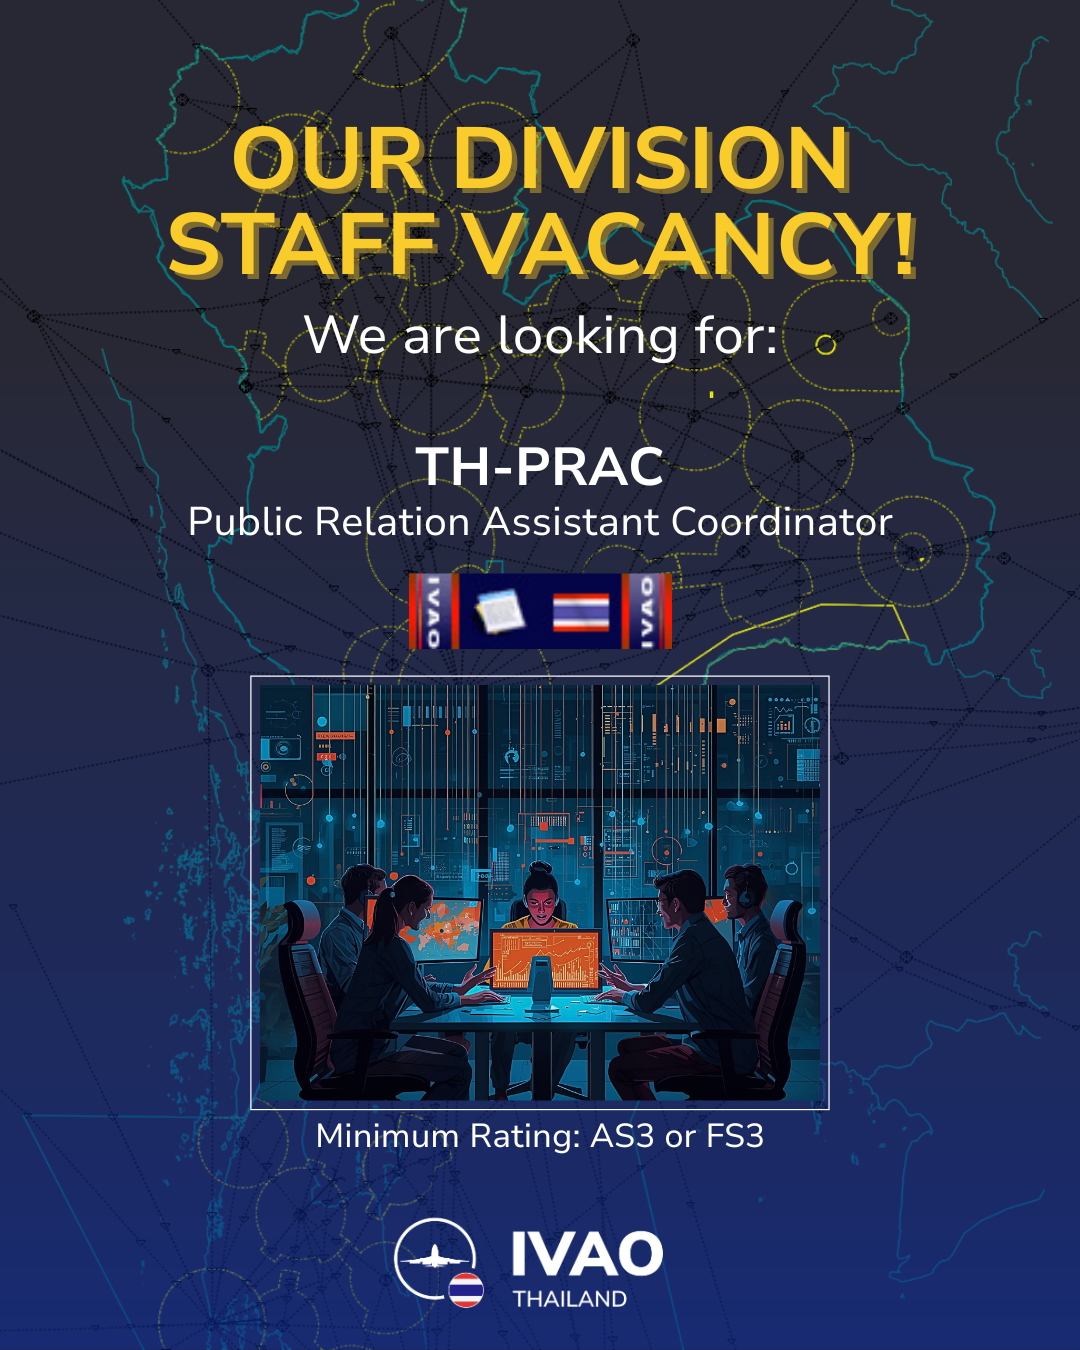 OUR DIVISION
STAFF VACANCY!
We are looking for:
TH-PRAC
Public Relation Assistant Coordinator
IVAO
IVAO
Minimum Rating: AS3 or FS3
IVAO
THAILAND